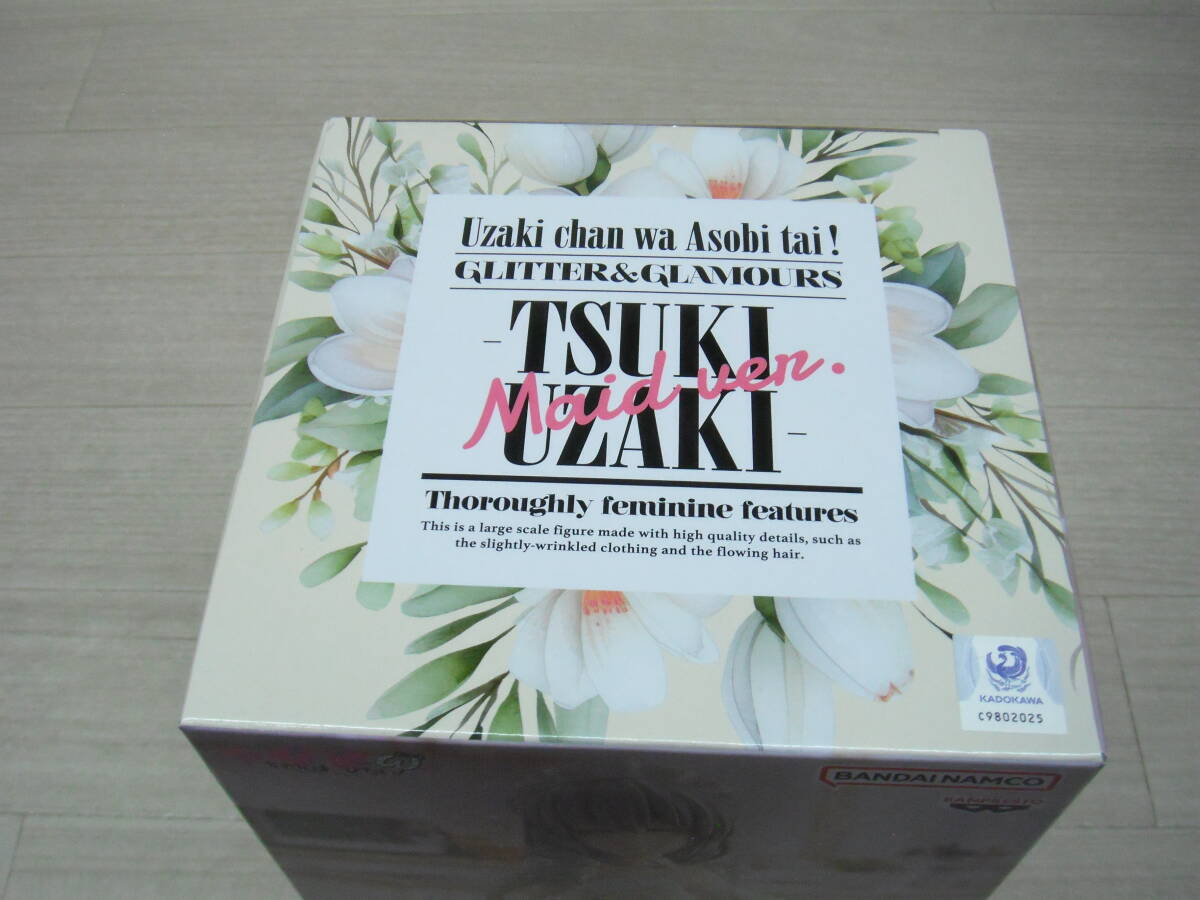 Uzaki chan wa Asobi tai!
GLITTER&GLAMOURS
-TSUKI
Maid ver.
UZAKI-
Thoroughly feminine features
This is a large scale figure made with high quality details, such as
the slightly-wrinkled clothing and the flowing hair.
KADOKAWA
C9802025
BANDAI NAMCO
BANPRESTO